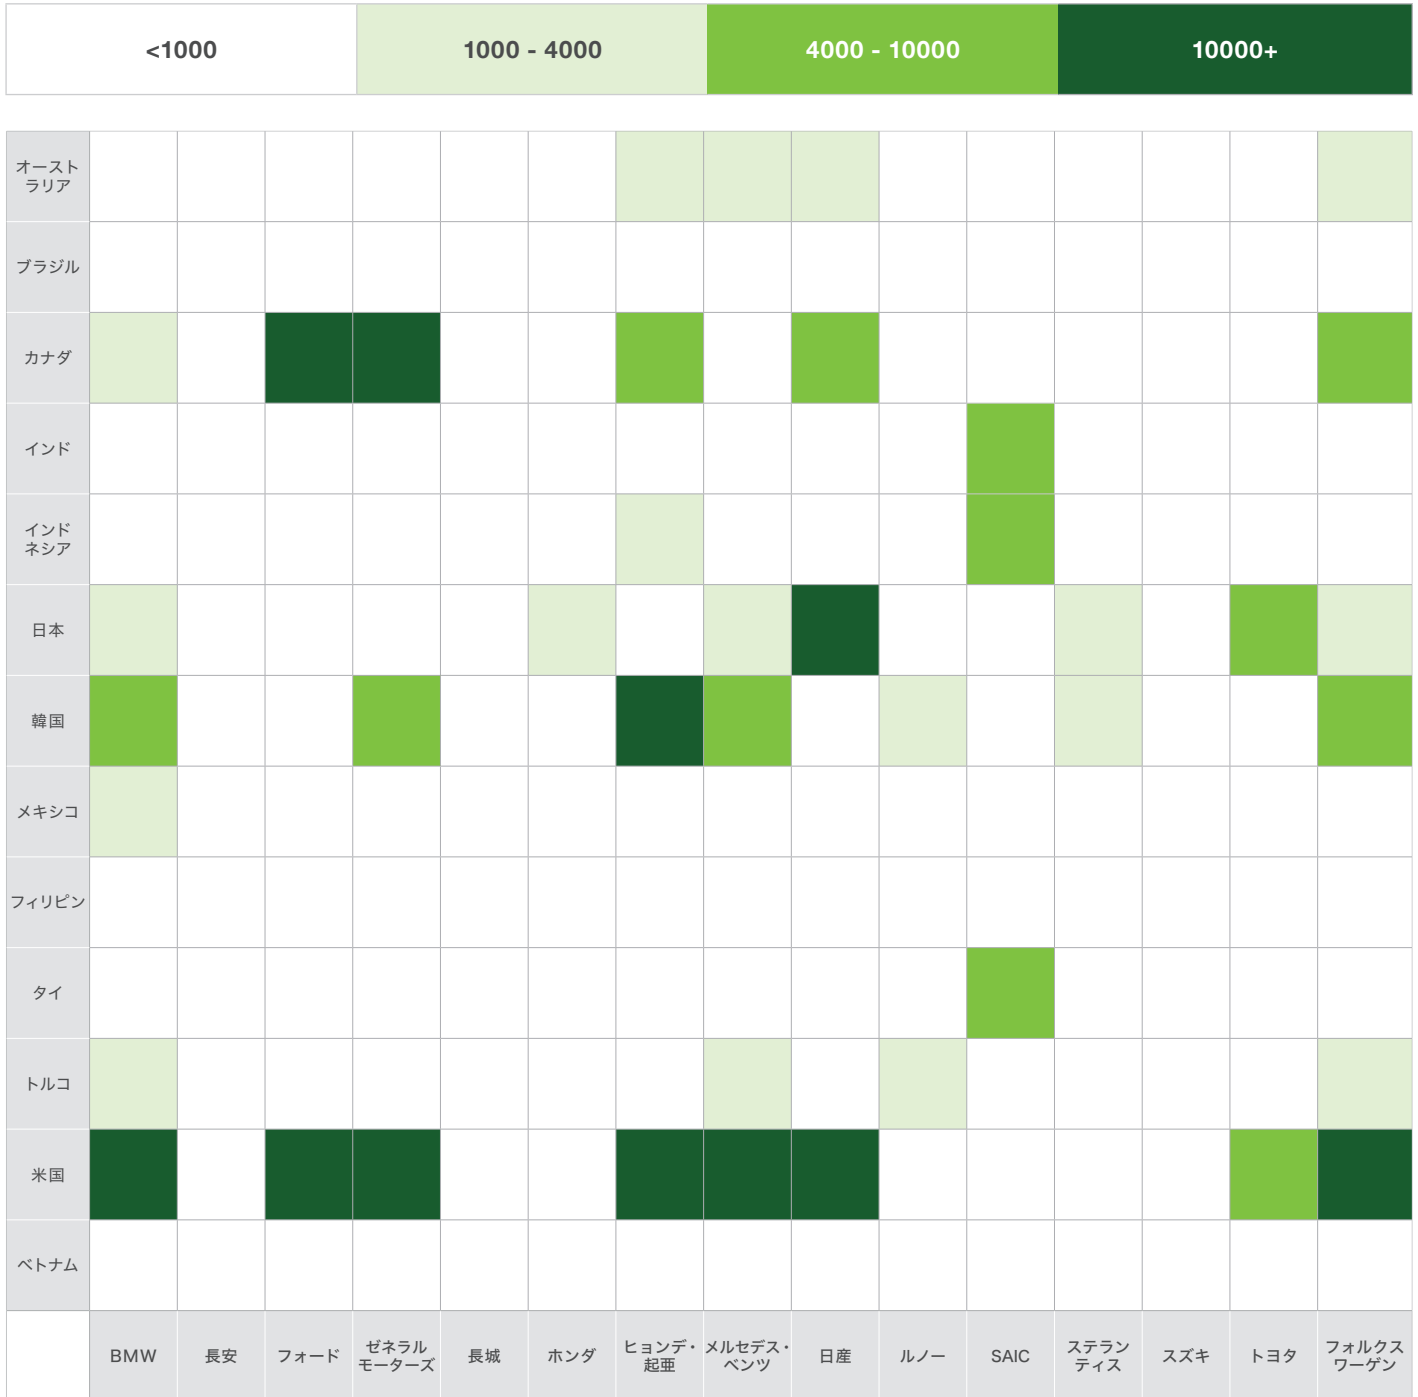 <1000
1000 - 4000
4000 - 10000
10000+
オースト
ラリア
ブラジル
カナダ
インド
インド
ネシア
日本
韓国
メキシコ
フィリピン
タイ
トルコ
米国
ベトナム
BMW
長安
フォード
ゼネラル
モーターズ
長城
ホンダ
ヒョンデ・
起亜
メルセデス・
ベンツ
日産
ルノー
SAIC
ステラン
ティス
スズキ
トヨタ
フォルクス
ワーゲン